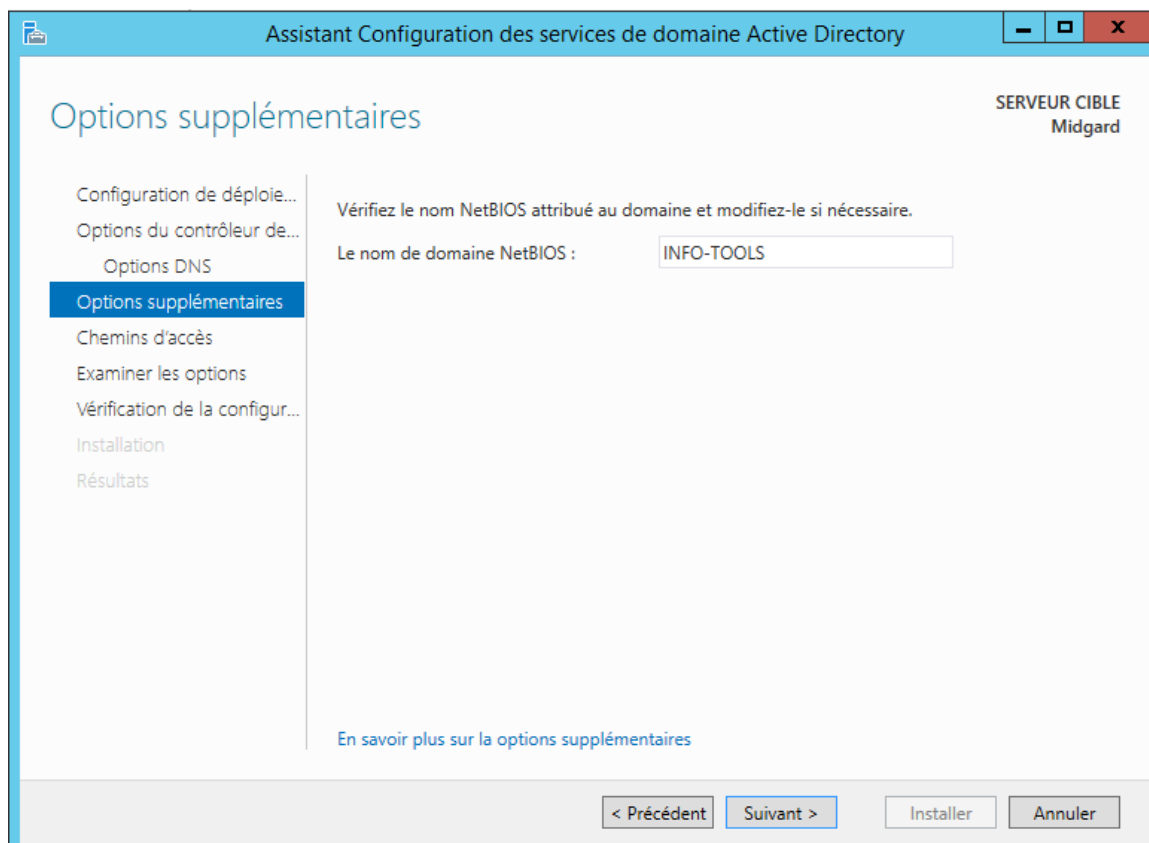 Assistant Configuration des services de domaine Active Directory
Options supplémentaires
SERVEUR CIBLE
Midgard
Configuration de déploie...
Options du contrôleur de...
Options DNS
Options supplémentaires
Chemins d'accès
Examiner les options
Vérification de la configur...
Installation
Résultats
Vérifiez le nom NetBIOS attribué au domaine et modifiez-le si nécessaire.
Le nom de domaine NetBIOS : INFO-TOOLS
En savoir plus sur la options supplémentaires
< Précédent Suivant > Installer Annuler